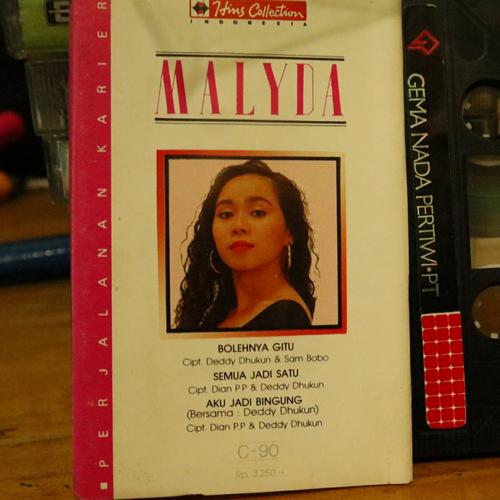 Hins Collection
INDONESIA
MALYDA
PERJALANAN KARIER
BOLEHNYA GITU
Cipt. Deddy Dhukun & Sam Bobo
SEMUA JADI SATU
Cipt. Dian P.P & Deddy Dhukun
AKU JADI BINGUNG
(Bersama : Deddy Dhukun)
Cipt. Dian P.P & Deddy Dhukun
C-90
Rp. 3.250.-
GEMA NADA PERTIWI•PT